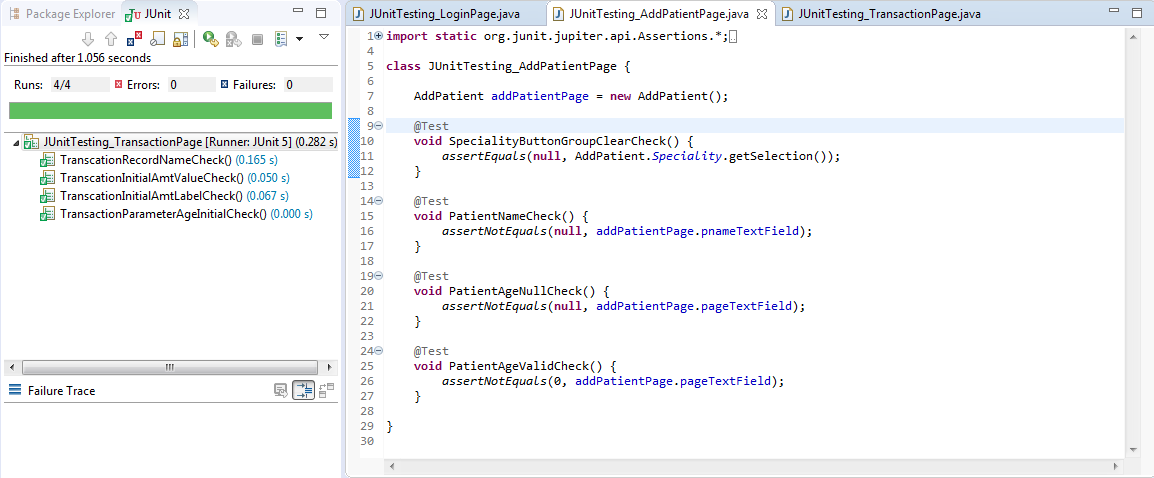 Package Explorer JUnit
Finished after 1.056 seconds
Runs: 4/4 Errors: 0 Failures: 0
JUnitTesting_TransactionPage [Runner: JUnit 5] (0.282 s)
TranscationRecordNameCheck() (0.165 s)
TranscationInitialAmtValueCheck() (0.050 s)
TranscationInitialAmtLabelCheck() (0.067 s)
TransactionParameterAgeInitialCheck() (0.000 s)
Failure Trace
JUnitTesting_LoginPage.java JUnitTesting_AddPatientPage.java JUnitTesting_TransactionPage.java
1 import static org.junit.jupiter.api.Assertions.*;
4
5 class JUnitTesting_AddPatientPage {
6
7 AddPatient addPatientPage = new AddPatient();
8
9 @Test
10 void SpecialityButtonGroupClearCheck() {
11 assertEquals(null, AddPatient.Speciality.getSelection());
12 }
13
14 @Test
15 void PatientNameCheck() {
16 assertNotEquals(null, addPatientPage.pnameTextField);
17 }
18
19 @Test
20 void PatientAgeNullCheck() {
21 assertNotEquals(null, addPatientPage.pageTextField);
22 }
23
24 @Test
25 void PatientAgeValidCheck() {
26 assertNotEquals(0, addPatientPage.pageTextField);
27 }
28
29 }
30